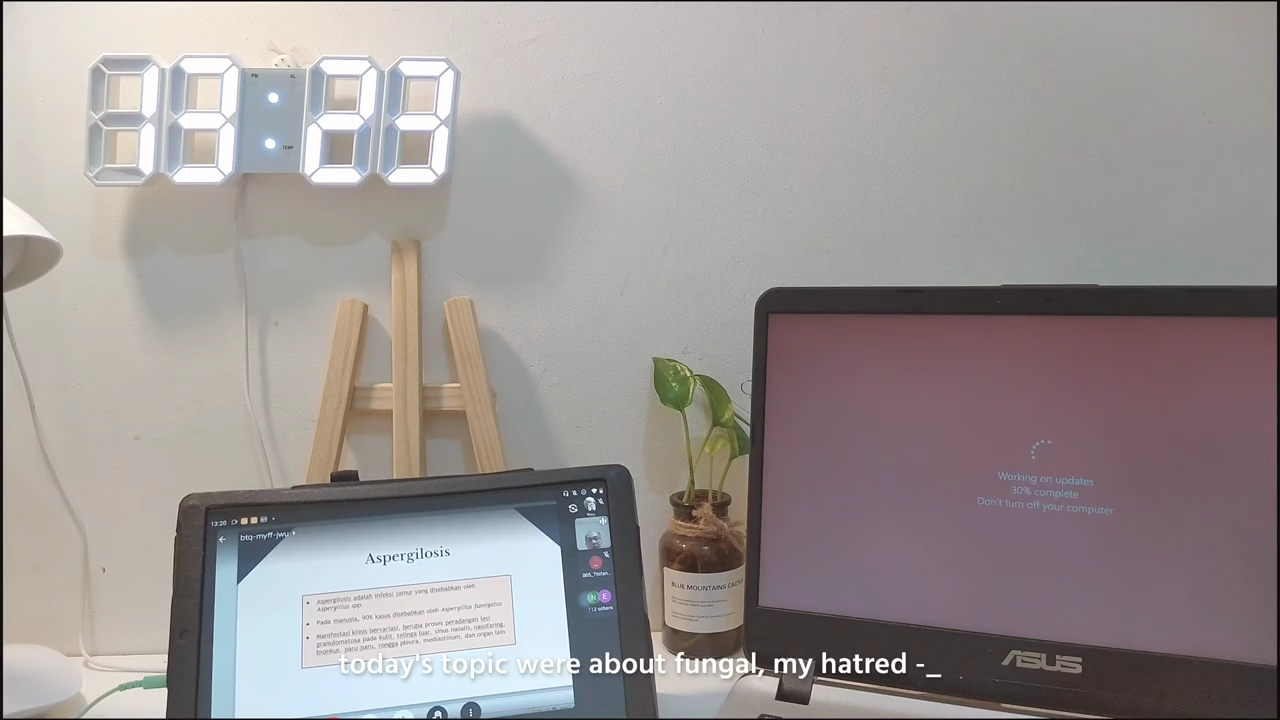 AL
TEMP
13:20
btq-myff-jwu
Aspergilosis
• Aspergilosis adalah infeksi jamur yang disebabkan oleh
Aspergillus spp.
• Pada manusia, 90% kasus disebabkan oleh Aspergillus fumigatus
• Manifestasi klinis bervariasi, berupa proses peradangan lesi
granulomatosa pada kulit, telinga luar, sinus nasalis, nasofaring,
bronkus, paru paru, rongga pleura, mediastinum, dan organ lain
N E
112 others
BLUE MOUNTAINS CACTUS
Working on updates
30% complete
Don't turn off your computer
ASUS
today's topic were about fungal, my hatred -_